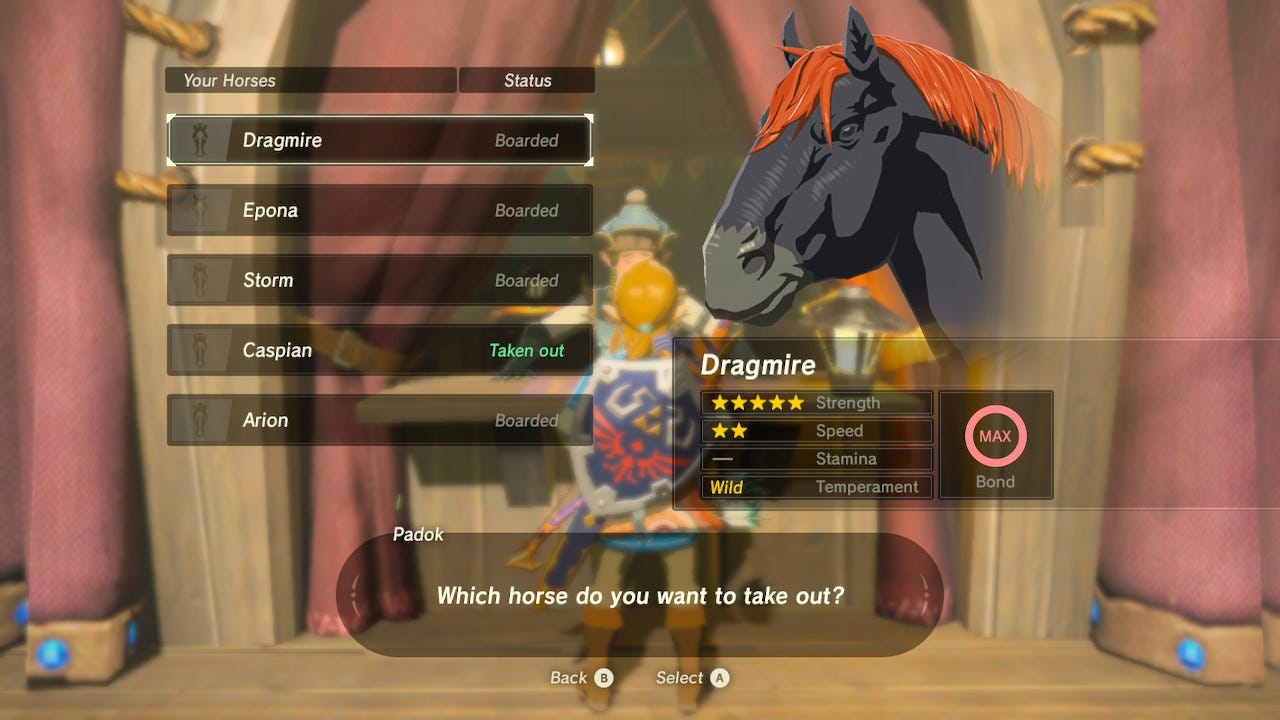 Your Horses Status
Dragmire Boarded
Epona Boarded
Storm Boarded
Caspian Taken out
Arion Boarded
Dragmire
Strength
Speed
— Stamina
Wild Temperament
MAX
Bond
Padok
Which horse do you want to take out?
Back B Select A